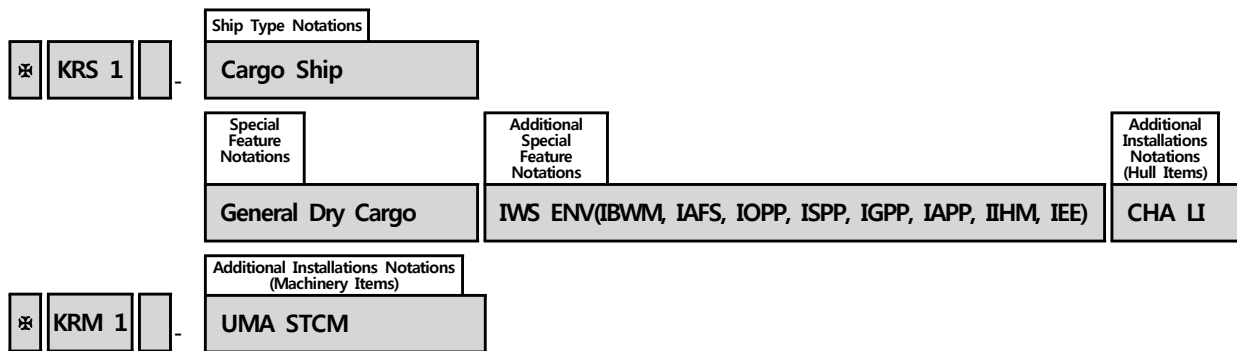 Ship Type Notations
✠ KRS 1 - Cargo Ship
Special
Feature
Notations
Additional
Special
Feature
Notations
Additional
Installations
Notations
(Hull Items)
General Dry Cargo IWS ENV(IBWM, IAFS, IOPP, ISPP, IGPP, IAPP, IIHM, IEE) CHA LI
Additional Installations Notations
(Machinery Items)
✠ KRM 1 - UMA STCM